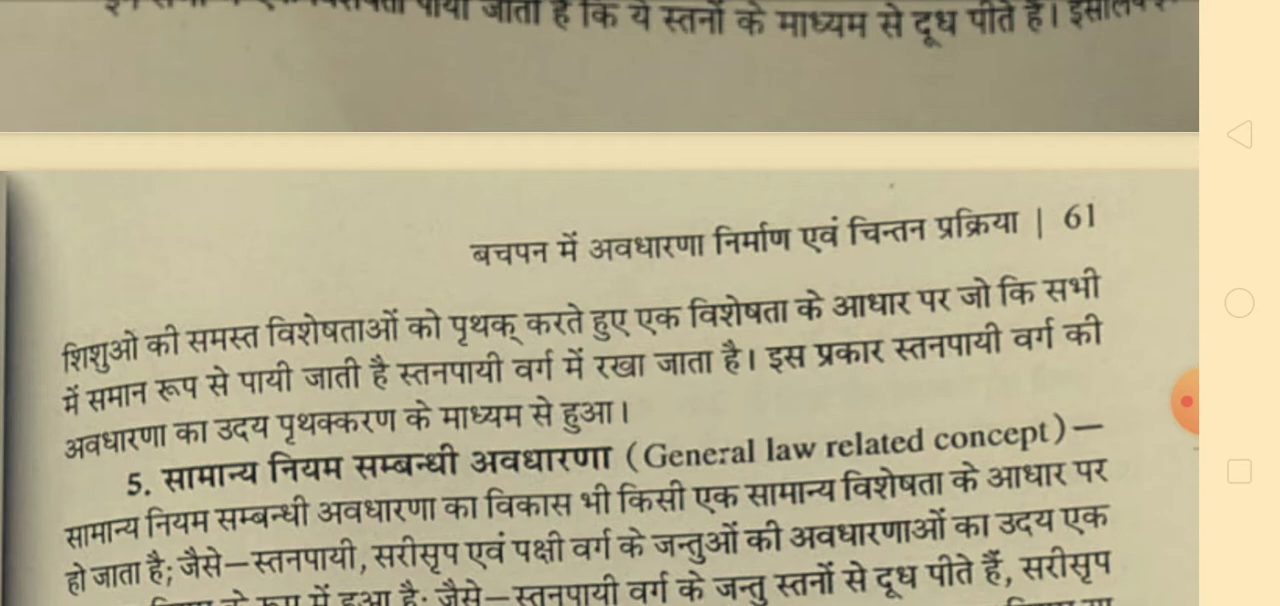 पाया जाता है कि ये स्तनों के माध्यम से दूध पीते हैं। इसलिए
बचपन में अवधारणा निर्माण एवं चिन्तन प्रक्रिया | 61
शिशुओ की समस्त विशेषताओं को पृथक् करते हुए एक विशेषता के आधार पर जो कि सभी
में समान रूप से पायी जाती है स्तनपायी वर्ग में रखा जाता है। इस प्रकार स्तनपायी वर्ग की
अवधारणा का उदय पृथक्करण के माध्यम से हुआ।
5. सामान्य नियम सम्बन्धी अवधारणा (General law related concept)—
सामान्य नियम सम्बन्धी अवधारणा का विकास भी किसी एक सामान्य विशेषता के आधार पर
हो जाता है; जैसे—स्तनपायी, सरीसृप एवं पक्षी वर्ग के जन्तुओं की अवधारणाओं का उदय एक
के रूप में हुआ है; जैसे—स्तनपायी वर्ग के जन्तु स्तनों से दूध पीते हैं, सरीसृप